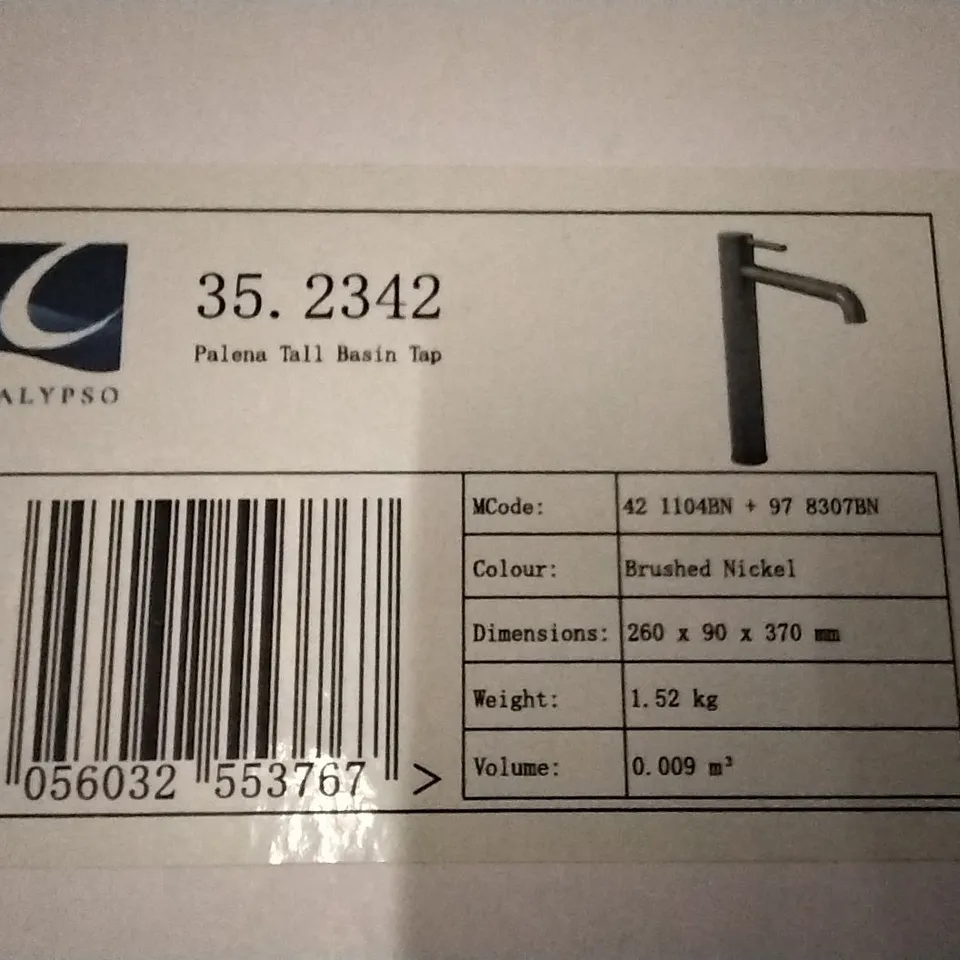 ALYPSO
35. 2342
Palena Tall Basin Tap
056032 553767 >
MCode: 42 1104BN + 97 8307BN
Colour: Brushed Nickel
Dimensions: 260 x 90 x 370 mm
Weight: 1.52 kg
Volume: 0.009 m³